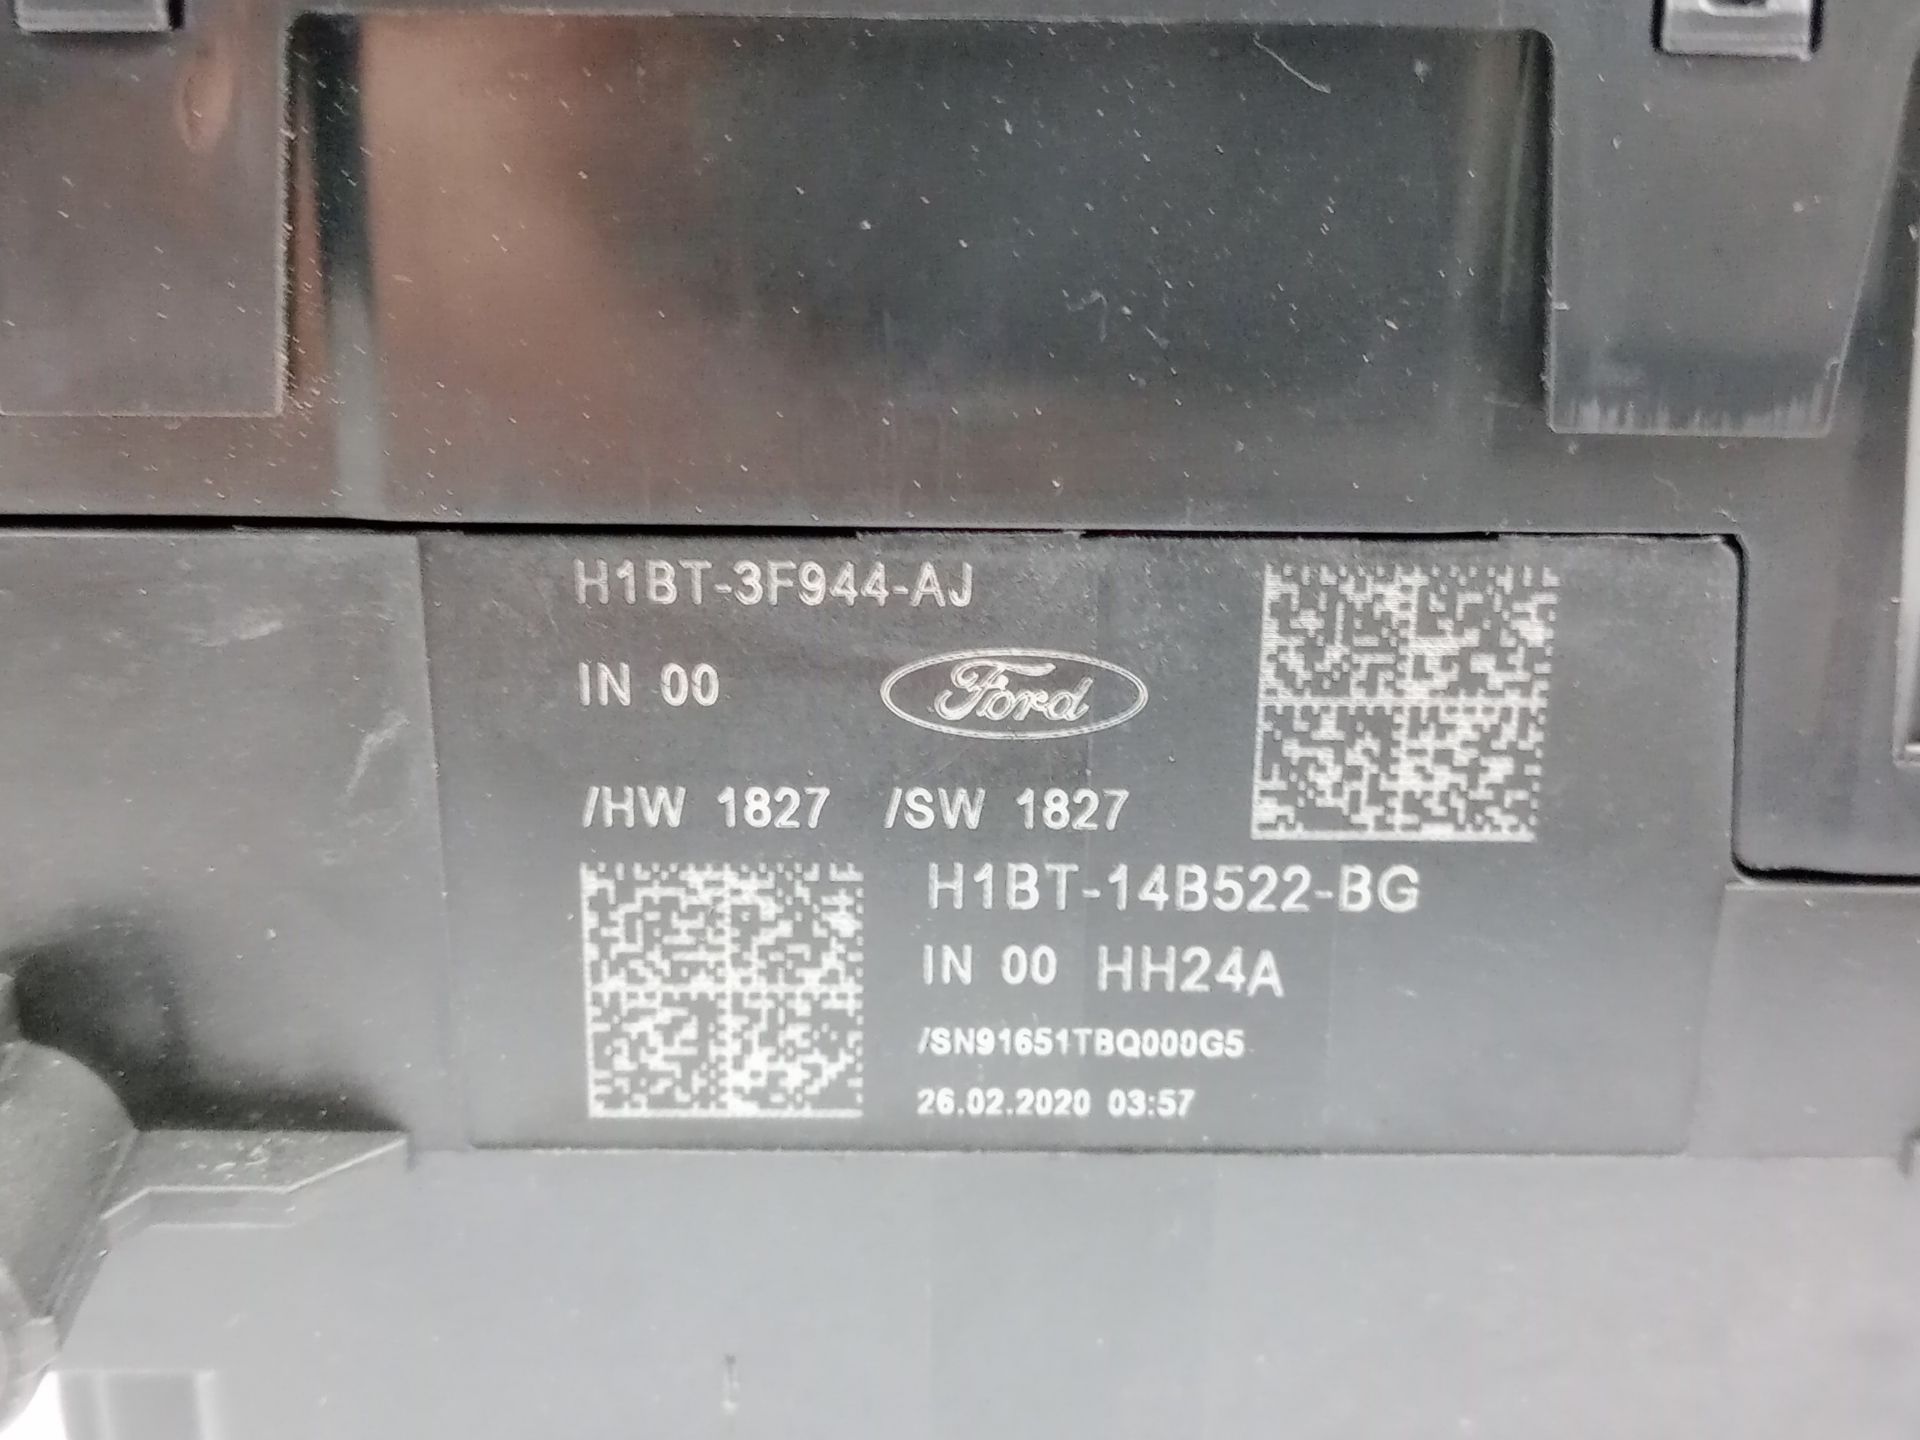 H1BT-3F944-AJ
IN 00
Ford
/HW 1827 /SW 1827
H1BT-14B522-BG
IN 00 HH24A
/SN91651TBQ000G5
26.02.2020 03:57